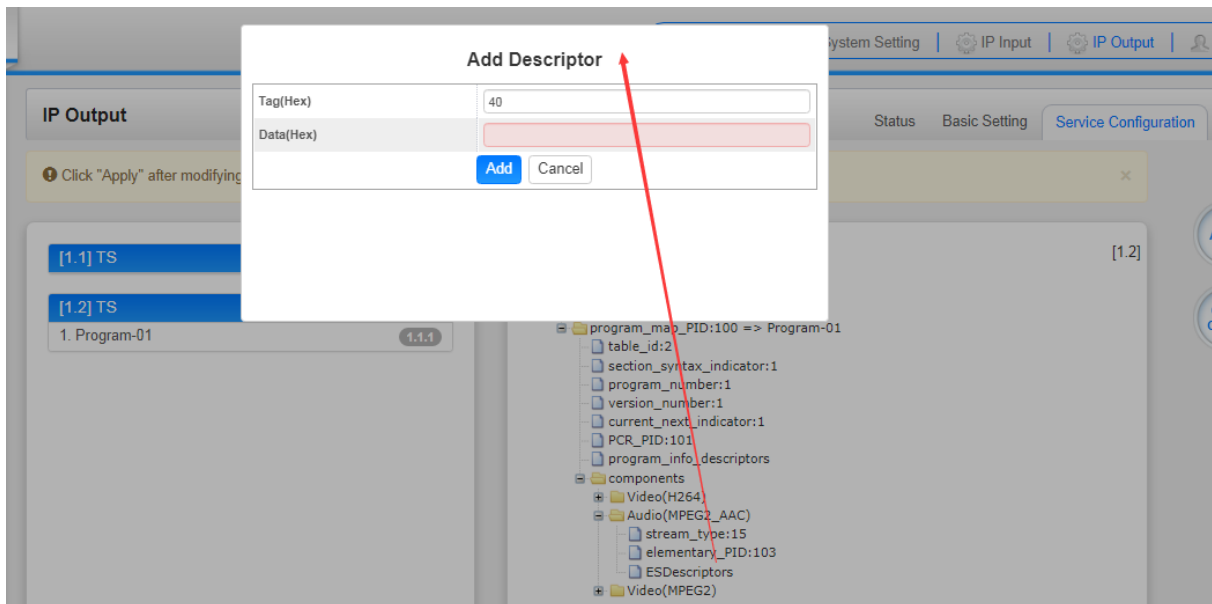 Add Descriptor
ystem Setting
IP Input
IP Output
Tag(Hex)
40
Data(Hex)
Add
Cancel
IP Output
Status
Basic Setting
Service Configuration
Click "Apply" after modifying
×
[1.1] TS
[1.2] TS
1. Program-01
1.1.1
[1.2]
program_map_PID:100 => Program-01
table_id:2
section_syntax_indicator:1
program_number:1
version_number:1
current_next_indicator:1
PCR_PID:101
program_info_descriptors
components
Video(H264)
Audio(MPEG2_AAC)
stream_type:15
elementary_PID:103
ESDescriptors
Video(MPEG2)